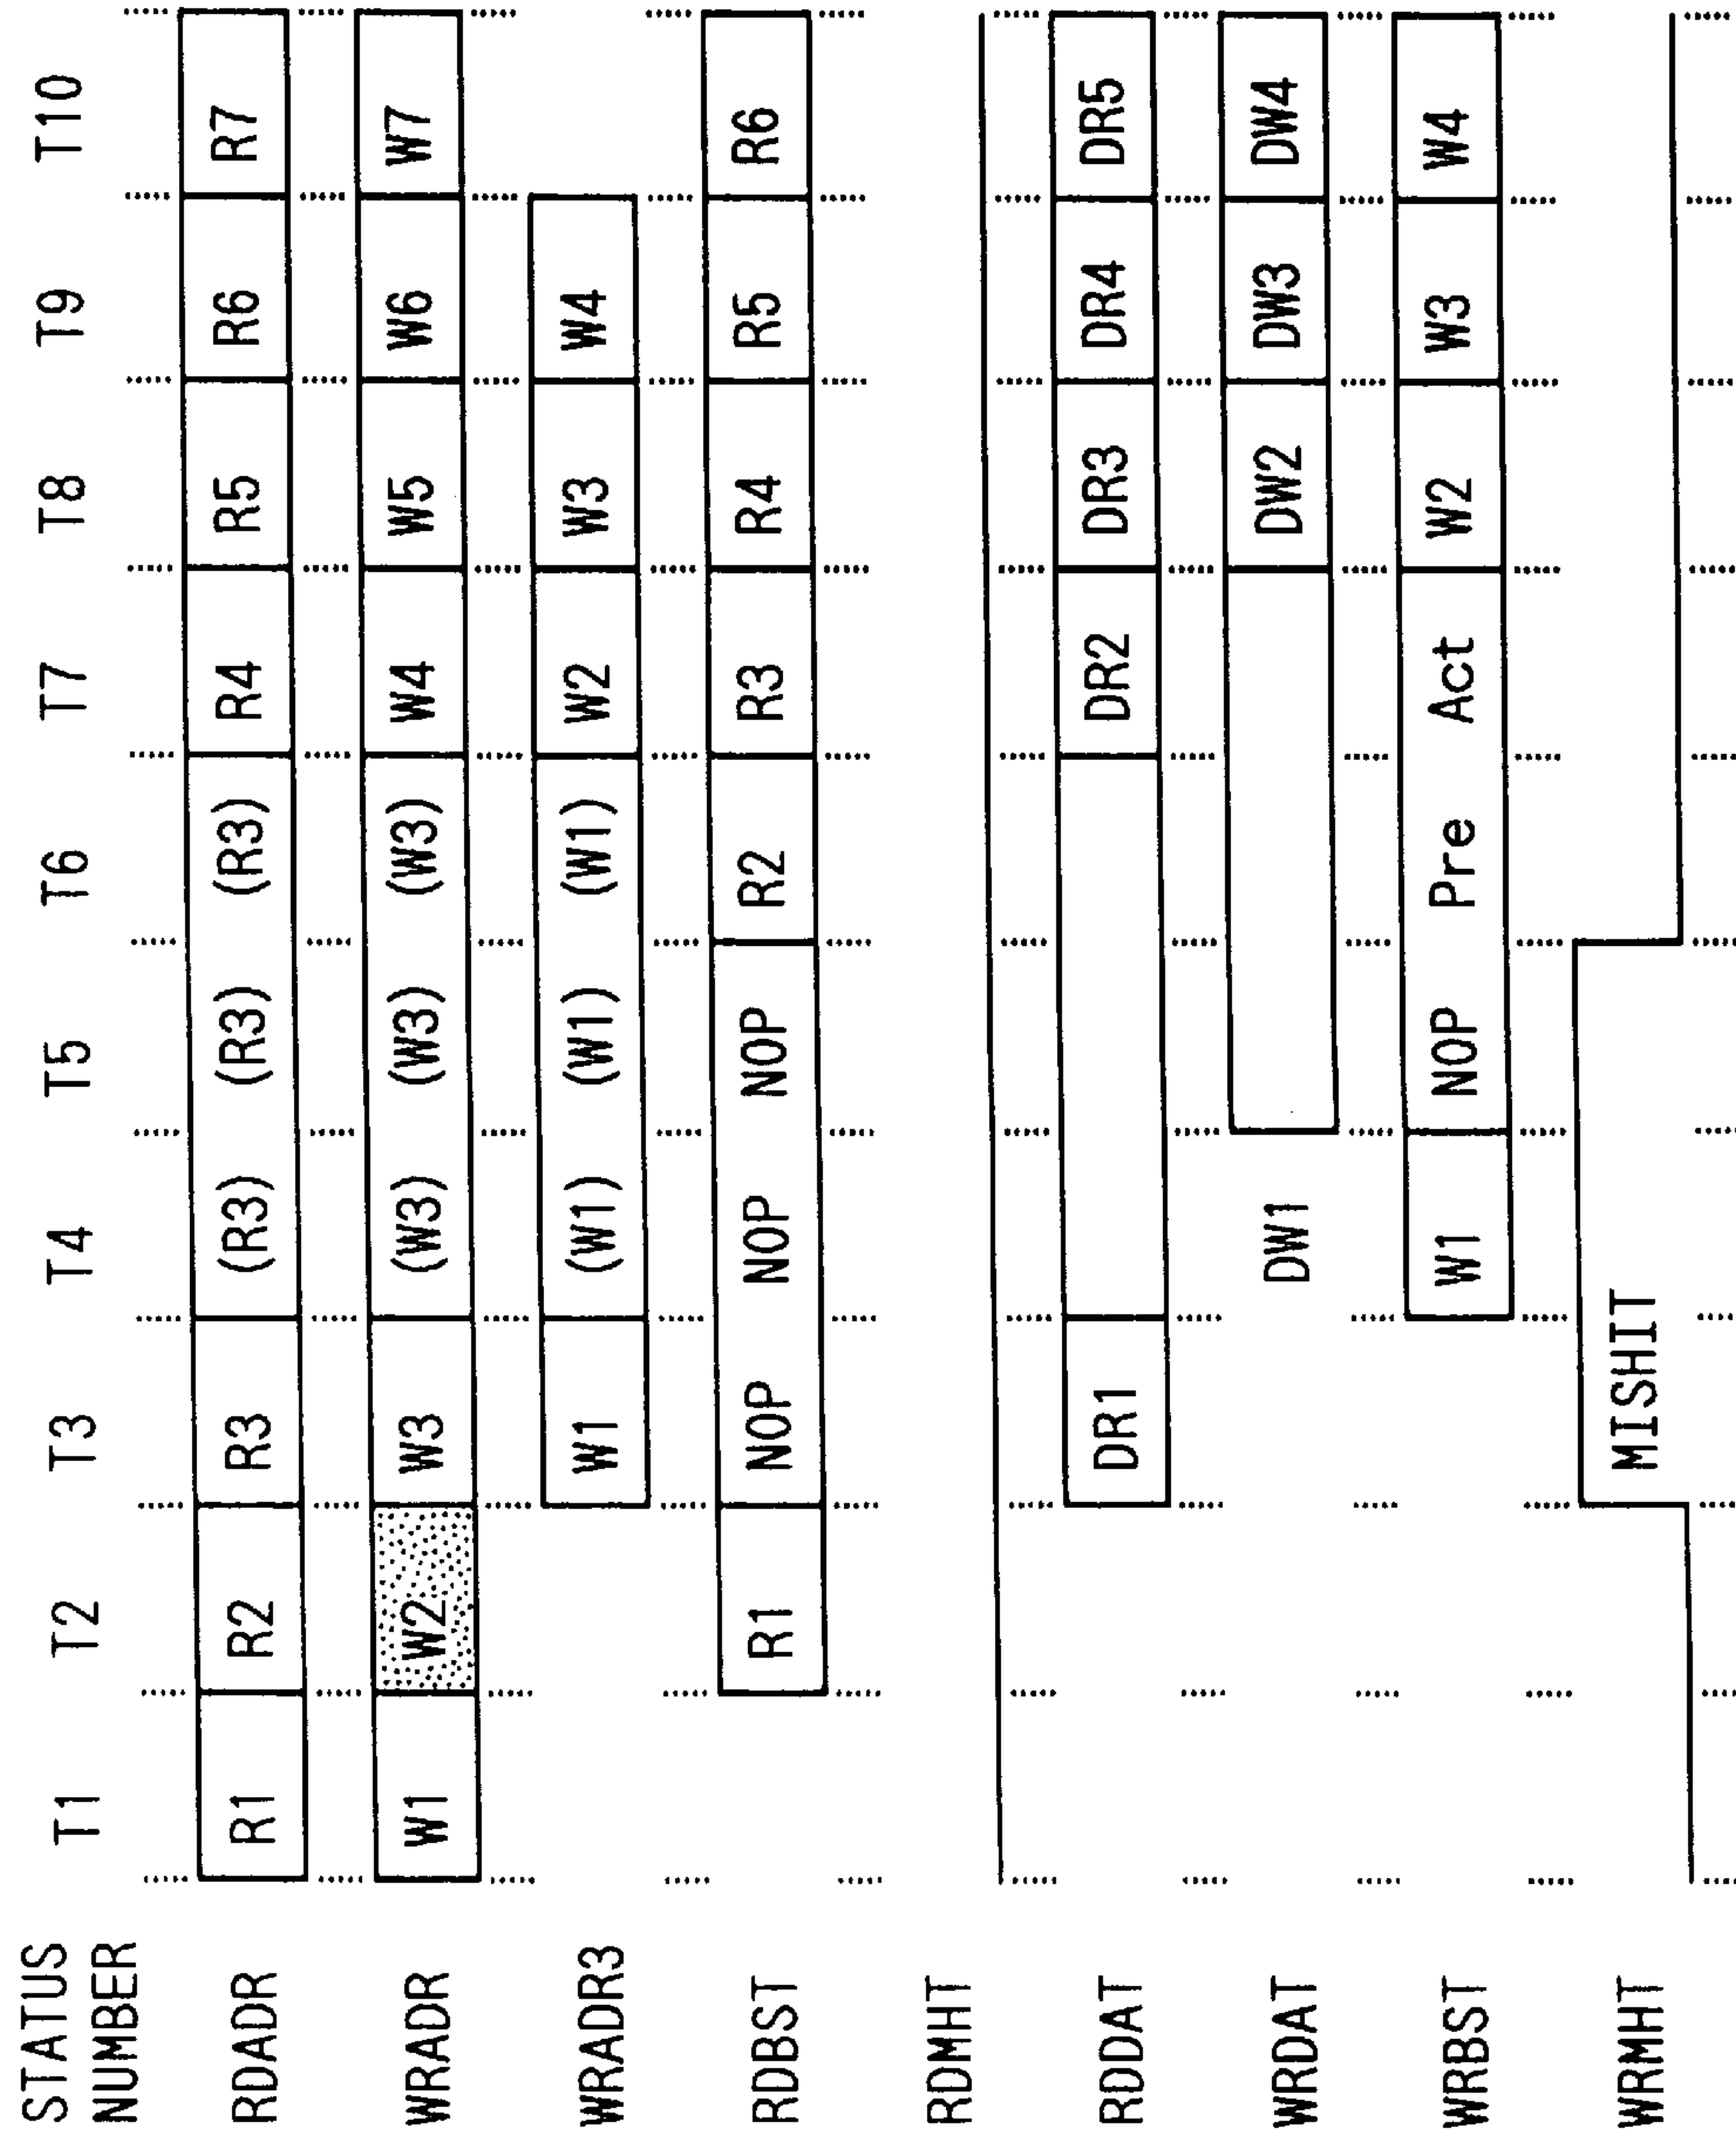 STATUS NUMBER T1 T2 T3 T4 T5 T6 T7 T8 T9 T10
RDADR R1 R2 R3 (R3) (R3) (R3) R4 R5 R6 R7
WRADR W1 W2 W3 (W3) (W3) (W3) W4 W5 W6 W7
WRADR3 W1 (W1) (W1) (W1) W2 W3 W4
RDBST R1 NOP NOP NOP R2 R3 R4 R5 R6
RDMHT
RDDAT DR1 DR2 DR3 DR4 DR5
WRDAT DW1 DW2 DW3 DW4
WRBST W1 NOP Pre Act W2 W3 W4
WRMHT MISHIT